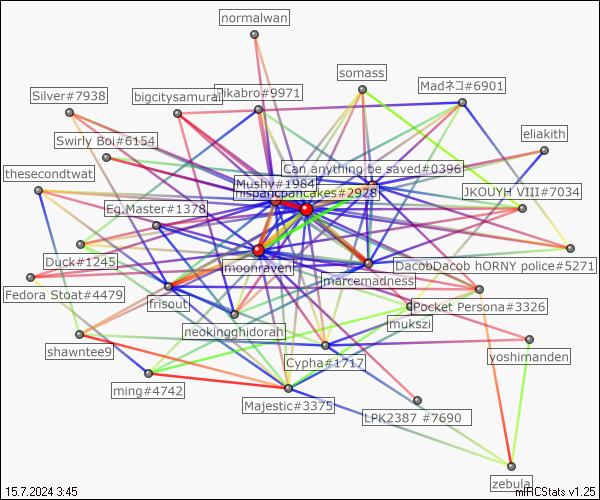 normalwan
somass
Madネコ#6901
Silver#7938
bigcitysamurai
pikabro#9971
Swirly Boi#6154
eliakith
thesecondtwat
Can anything be saved#0396
Mushy#1984
hispanicpancakes#2928
JKOUYH VIII#7034
Eg.Master#1378
Duck#1245
moonraven
DacobDacob hORNY police#5271
marcemadness
Fedora Stoat#4479
frisout
Pocket Persona#3326
mukszi
neokingghidorah
shawntee9
Cypha#1717
yoshimanden
ming#4742
Majestic#3375
LPK2387 #7690
zebula
15.7.2024 3:45
mIRCStats v1.25